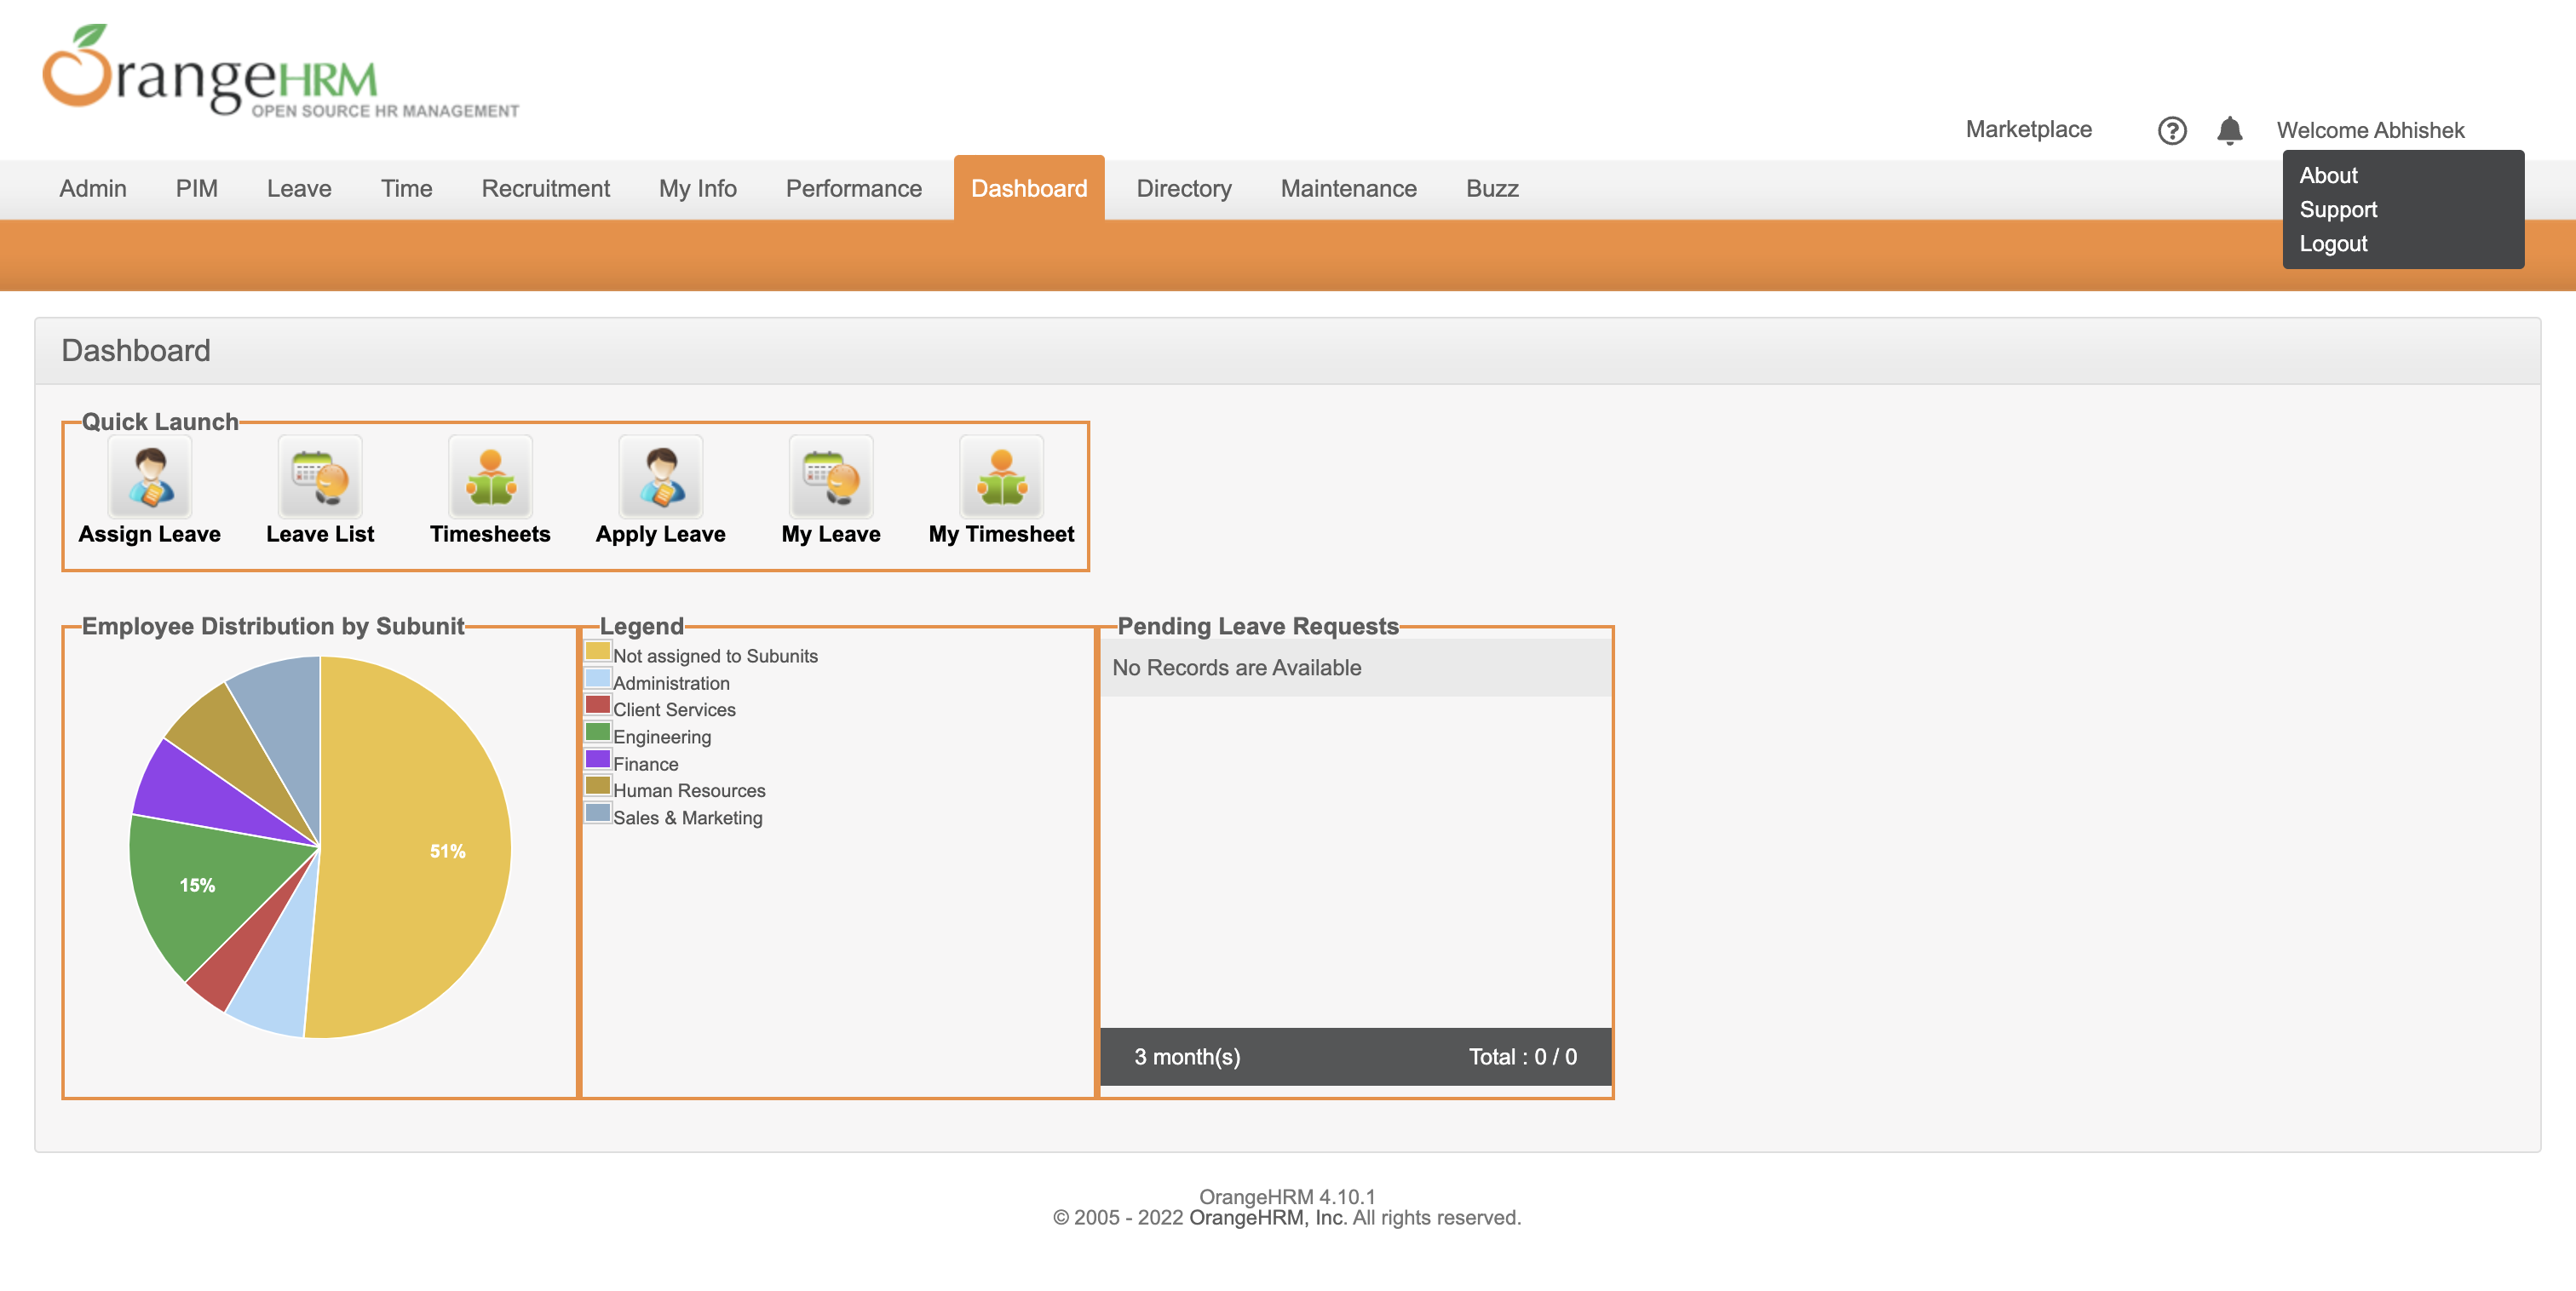 OrangeHRM
OPEN SOURCE HR MANAGEMENT
Marketplace ? Welcome Abhishek
About
Support
Logout
Admin PIM Leave Time Recruitment My Info Performance Dashboard Directory Maintenance Buzz
Dashboard
Quick Launch
Assign Leave Leave List Timesheets Apply Leave My Leave My Timesheet
Employee Distribution by Subunit
51%
15%
Legend
Not assigned to Subunits
Administration
Client Services
Engineering
Finance
Human Resources
Sales & Marketing
Pending Leave Requests
No Records are Available
3 month(s) Total : 0 / 0
OrangeHRM 4.10.1
© 2005 - 2022 OrangeHRM, Inc. All rights reserved.